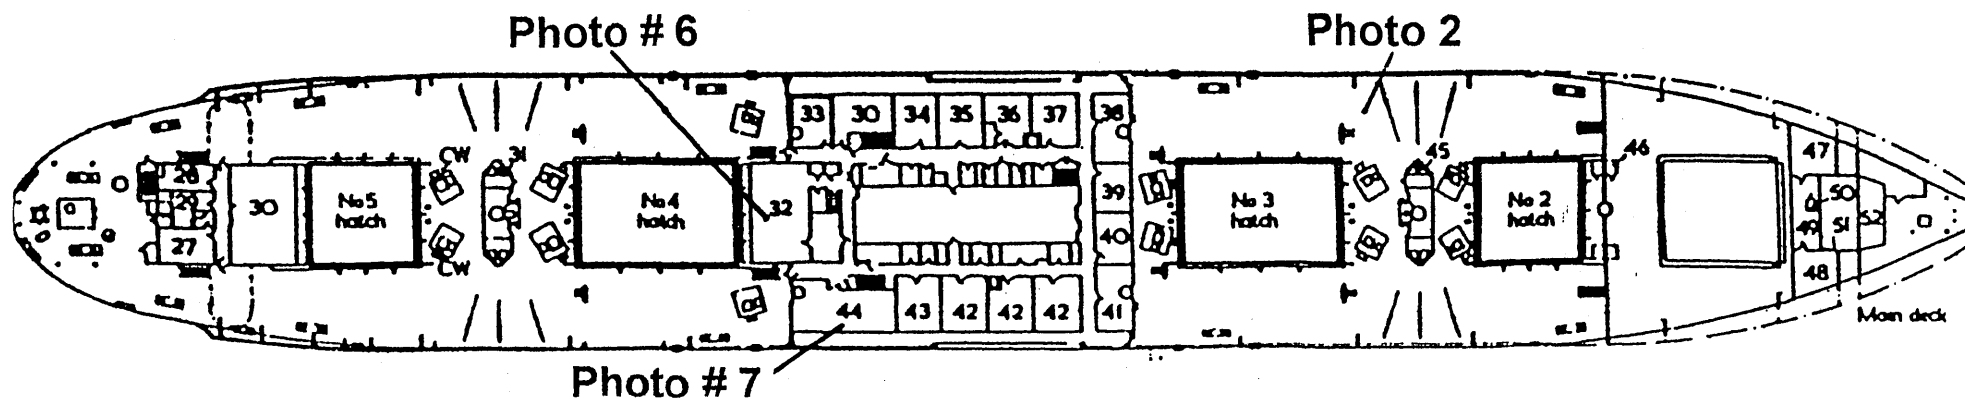 Photo # 6
Photo 2
33 30 34 35 36 37 38
CW 31 45 46 47
28 29 27 30
No 5
hatch
No 4
hatch
32
39
40
No 3
hatch
No 2
hatch
50
49 51 52
48
CW
44 43 42 42 42 41
Main deck
Photo # 7